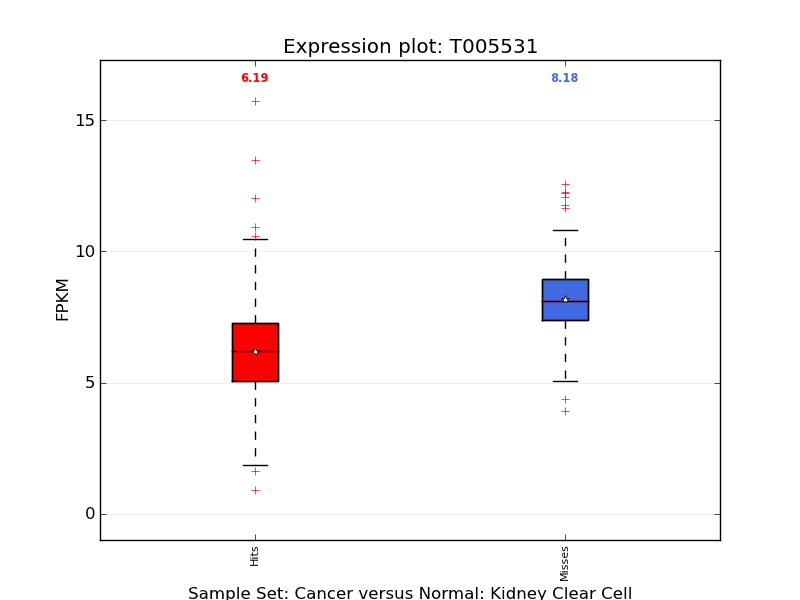 Expression plot: T005531
6.19
8.18
15
10
5
0
FPKM
Hits
Misses
Sample Set: Cancer versus Normal: Kidney Clear Cell